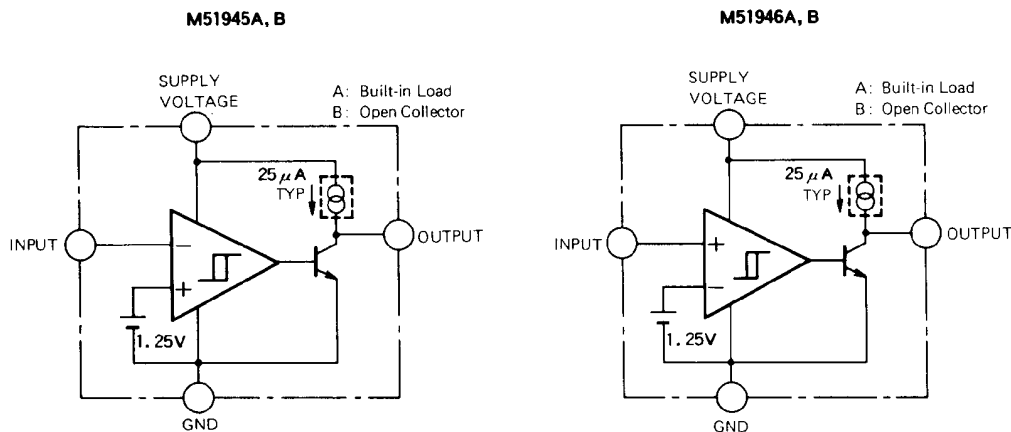 M51945A, B
SUPPLY
VOLTAGE
A: Built-in Load
B: Open Collector
25 μA
TYP
INPUT
−
+
OUTPUT
1.25V
GND
M51946A, B
SUPPLY
VOLTAGE
A: Built-in Load
B: Open Collector
25 μA
TYP
INPUT
+
−
OUTPUT
1.25V
GND